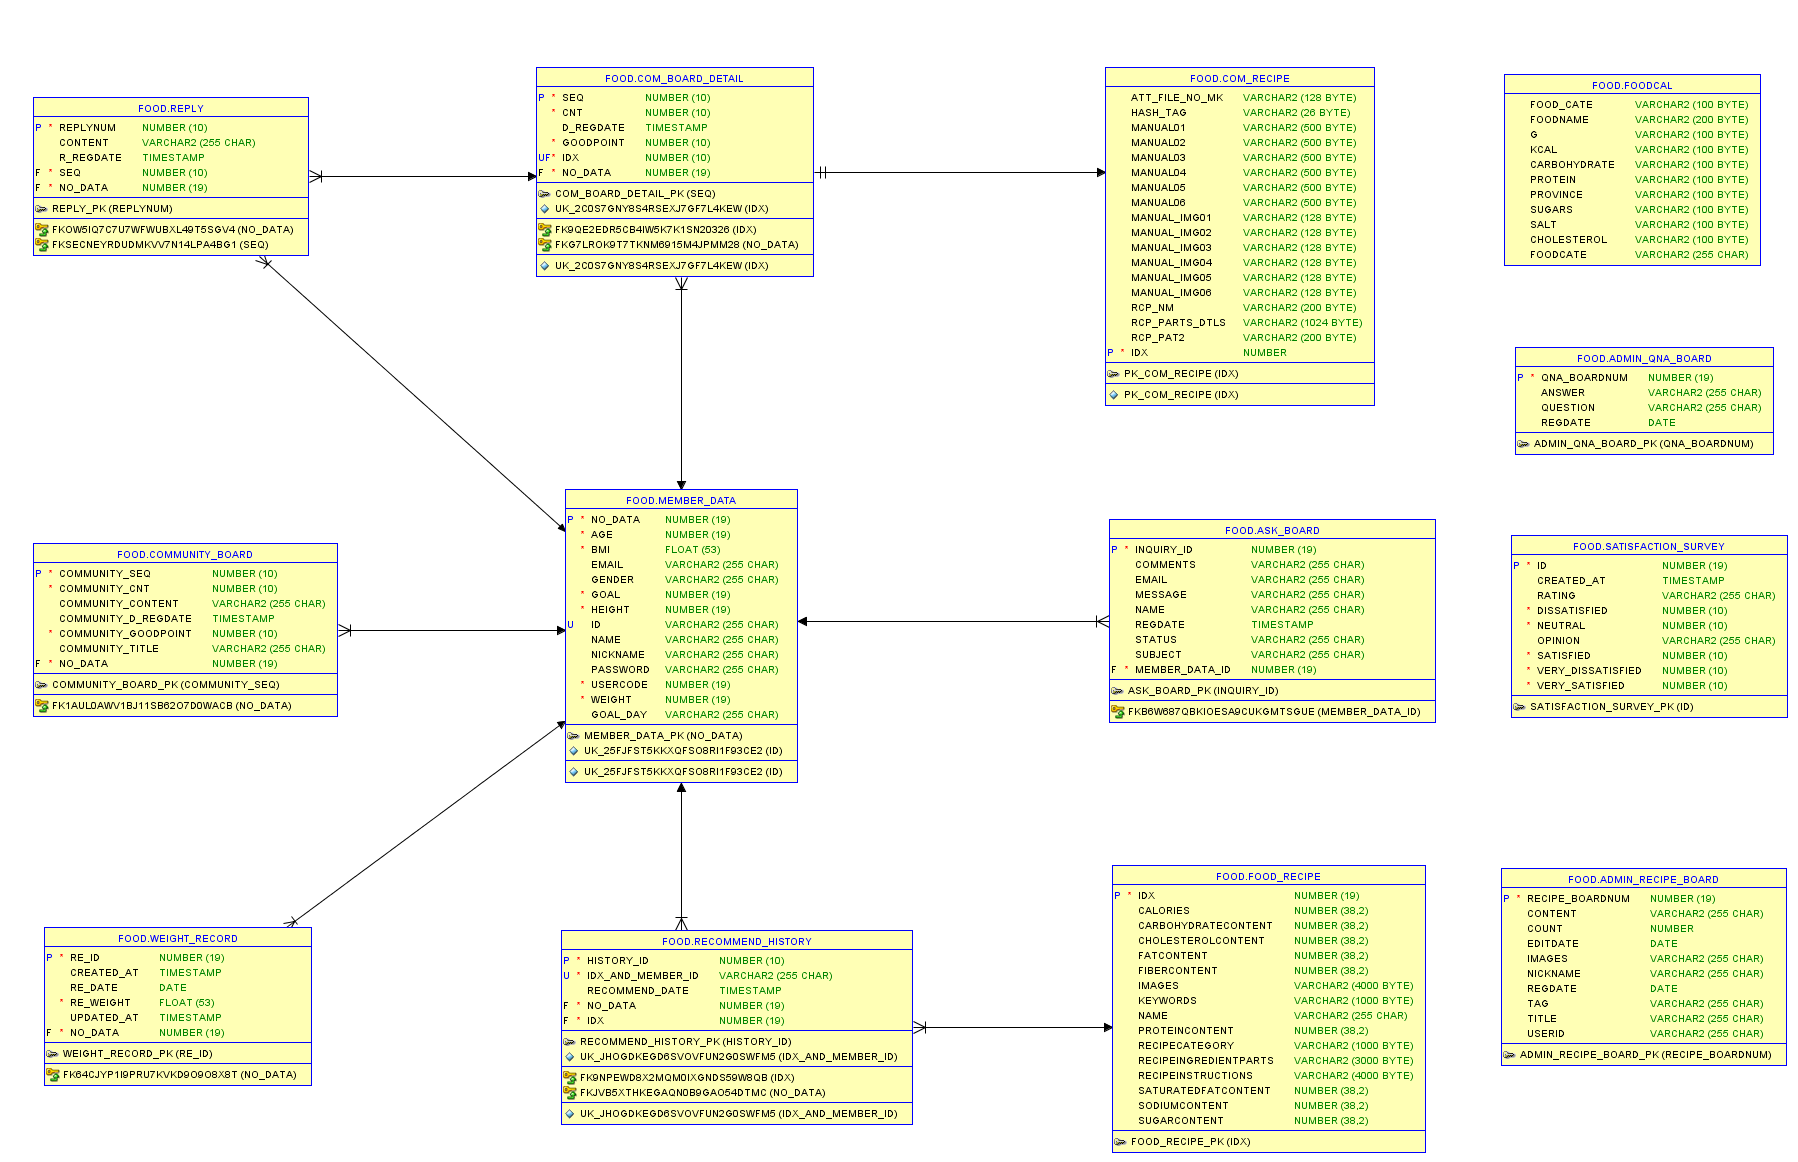 FOOD.REPLY
P * REPLYNUM NUMBER (10)
CONTENT VARCHAR2 (255 CHAR)
R_REGDATE TIMESTAMP
F * SEQ NUMBER (10)
F * NO_DATA NUMBER (19)
REPLY_PK (REPLYNUM)
FKOW5IQ7C7U7WFWUBXL49T5SGV4 (NO_DATA)
FKSECNEYRDUDMKVV7N14LPA4BG1 (SEQ)
FOOD.COM_BOARD_DETAIL
P * SEQ NUMBER (10)
* CNT NUMBER (10)
D_REGDATE TIMESTAMP
* GOODPOINT NUMBER (10)
UF* IDX NUMBER (10)
F * NO_DATA NUMBER (19)
COM_BOARD_DETAIL_PK (SEQ)
UK_2C0S7GNY8S4RSEXJ7GF7L4KEW (IDX)
FK9QE2EDR5CB4IW5K7K1SN20326 (IDX)
FKG7LROK9T7TKNM6915M4JPMM28 (NO_DATA)
UK_2C0S7GNY8S4RSEXJ7GF7L4KEW (IDX)
FOOD.COM_RECIPE
ATT_FILE_NO_MK VARCHAR2 (128 BYTE)
HASH_TAG VARCHAR2 (26 BYTE)
MANUAL01 VARCHAR2 (500 BYTE)
MANUAL02 VARCHAR2 (500 BYTE)
MANUAL03 VARCHAR2 (500 BYTE)
MANUAL04 VARCHAR2 (500 BYTE)
MANUAL05 VARCHAR2 (500 BYTE)
MANUAL06 VARCHAR2 (500 BYTE)
MANUAL_IMG01 VARCHAR2 (128 BYTE)
MANUAL_IMG02 VARCHAR2 (128 BYTE)
MANUAL_IMG03 VARCHAR2 (128 BYTE)
MANUAL_IMG04 VARCHAR2 (128 BYTE)
MANUAL_IMG05 VARCHAR2 (128 BYTE)
MANUAL_IMG06 VARCHAR2 (128 BYTE)
RCP_NM VARCHAR2 (200 BYTE)
RCP_PARTS_DTLS VARCHAR2 (1024 BYTE)
RCP_PAT2 VARCHAR2 (200 BYTE)
P * IDX NUMBER
PK_COM_RECIPE (IDX)
PK_COM_RECIPE (IDX)
FOOD.FOODCAL
FOOD_CATE VARCHAR2 (100 BYTE)
FOODNAME VARCHAR2 (200 BYTE)
G VARCHAR2 (100 BYTE)
KCAL VARCHAR2 (100 BYTE)
CARBOHYDRATE VARCHAR2 (100 BYTE)
PROTEIN VARCHAR2 (100 BYTE)
PROVINCE VARCHAR2 (100 BYTE)
SUGARS VARCHAR2 (100 BYTE)
SALT VARCHAR2 (100 BYTE)
CHOLESTEROL VARCHAR2 (100 BYTE)
FOODCATE VARCHAR2 (255 CHAR)
FOOD.ADMIN_QNA_BOARD
P * QNA_BOARDNUM NUMBER (19)
ANSWER VARCHAR2 (255 CHAR)
QUESTION VARCHAR2 (255 CHAR)
REGDATE DATE
ADMIN_QNA_BOARD_PK (QNA_BOARDNUM)
FOOD.COMMUNITY_BOARD
P * COMMUNITY_SEQ NUMBER (10)
* COMMUNITY_CNT NUMBER (10)
COMMUNITY_CONTENT VARCHAR2 (255 CHAR)
COMMUNITY_D_REGDATE TIMESTAMP
* COMMUNITY_GOODPOINT NUMBER (10)
COMMUNITY_TITLE VARCHAR2 (255 CHAR)
F * NO_DATA NUMBER (19)
COMMUNITY_BOARD_PK (COMMUNITY_SEQ)
FK1AUL0AWV1BJ11SB62O7D0WACB (NO_DATA)
FOOD.MEMBER_DATA
P * NO_DATA NUMBER (19)
* AGE NUMBER (19)
* BMI FLOAT (53)
EMAIL VARCHAR2 (255 CHAR)
GENDER VARCHAR2 (255 CHAR)
* GOAL NUMBER (19)
* HEIGHT NUMBER (19)
U ID VARCHAR2 (255 CHAR)
NAME VARCHAR2 (255 CHAR)
NICKNAME VARCHAR2 (255 CHAR)
PASSWORD VARCHAR2 (255 CHAR)
* USERCODE NUMBER (19)
* WEIGHT NUMBER (19)
GOAL_DAY VARCHAR2 (255 CHAR)
MEMBER_DATA_PK (NO_DATA)
UK_25FJFST5KKXQFSO8RI1F93CE2 (ID)
UK_25FJFST5KKXQFSO8RI1F93CE2 (ID)
FOOD.ASK_BOARD
P * INQUIRY_ID NUMBER (19)
COMMENTS VARCHAR2 (255 CHAR)
EMAIL VARCHAR2 (255 CHAR)
MESSAGE VARCHAR2 (255 CHAR)
NAME VARCHAR2 (255 CHAR)
REGDATE TIMESTAMP
STATUS VARCHAR2 (255 CHAR)
SUBJECT VARCHAR2 (255 CHAR)
F * MEMBER_DATA_ID NUMBER (19)
ASK_BOARD_PK (INQUIRY_ID)
FKB6W687QBKIOESA9CUKGMTSGUE (MEMBER_DATA_ID)
FOOD.SATISFACTION_SURVEY
P * ID NUMBER (19)
CREATED_AT TIMESTAMP
RATING VARCHAR2 (255 CHAR)
* DISSATISFIED NUMBER (10)
* NEUTRAL NUMBER (10)
OPINION VARCHAR2 (255 CHAR)
* SATISFIED NUMBER (10)
* VERY_DISSATISFIED NUMBER (10)
* VERY_SATISFIED NUMBER (10)
SATISFACTION_SURVEY_PK (ID)
FOOD.WEIGHT_RECORD
P * RE_ID NUMBER (19)
CREATED_AT TIMESTAMP
RE_DATE DATE
* RE_WEIGHT FLOAT (53)
UPDATED_AT TIMESTAMP
F * NO_DATA NUMBER (19)
WEIGHT_RECORD_PK (RE_ID)
FK64CJYP1I9PRU7KVKD9O9O8X8T (NO_DATA)
FOOD.RECOMMEND_HISTORY
P * HISTORY_ID NUMBER (10)
U * IDX_AND_MEMBER_ID VARCHAR2 (255 CHAR)
RECOMMEND_DATE TIMESTAMP
F * NO_DATA NUMBER (19)
F * IDX NUMBER (19)
RECOMMEND_HISTORY_PK (HISTORY_ID)
UK_JHOGDKEGD6SVOVFUN2G0SWFM5 (IDX_AND_MEMBER_ID)
FK9NPEWD8X2MQM0IXGNDS59W8QB (IDX)
FKJVB5XTHKEGAQN0B9GAO54DTMC (NO_DATA)
UK_JHOGDKEGD6SVOVFUN2G0SWFM5 (IDX_AND_MEMBER_ID)
FOOD.FOOD_RECIPE
P * IDX NUMBER (19)
CALORIES NUMBER (38,2)
CARBOHYDRATECONTENT NUMBER (38,2)
CHOLESTEROLCONTENT NUMBER (38,2)
FATCONTENT NUMBER (38,2)
FIBERCONTENT NUMBER (38,2)
IMAGES VARCHAR2 (4000 BYTE)
KEYWORDS VARCHAR2 (1000 BYTE)
NAME VARCHAR2 (255 CHAR)
PROTEINCONTENT NUMBER (38,2)
RECIPECATEGORY VARCHAR2 (1000 BYTE)
RECIPEINGREDIENTPARTS VARCHAR2 (3000 BYTE)
RECIPEINSTRUCTIONS VARCHAR2 (4000 BYTE)
SATURATEDFATCONTENT NUMBER (38,2)
SODIUMCONTENT NUMBER (38,2)
SUGARCONTENT NUMBER (38,2)
FOOD_RECIPE_PK (IDX)
FOOD.ADMIN_RECIPE_BOARD
P * RECIPE_BOARDNUM NUMBER (19)
CONTENT VARCHAR2 (255 CHAR)
COUNT NUMBER
EDITDATE DATE
IMAGES VARCHAR2 (255 CHAR)
NICKNAME VARCHAR2 (255 CHAR)
REGDATE DATE
TAG VARCHAR2 (255 CHAR)
TITLE VARCHAR2 (255 CHAR)
USERID VARCHAR2 (255 CHAR)
ADMIN_RECIPE_BOARD_PK (RECIPE_BOARDNUM)